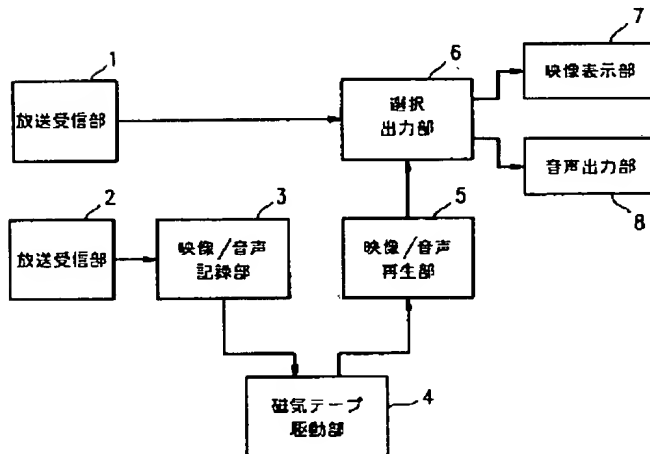 1
放送受信部
6
選択
出力部
7
映像表示部
音声出力部
8
2
放送受信部
3
映像/音声
記録部
5
映像/音声
再生部
磁気テープ
駆動部
4